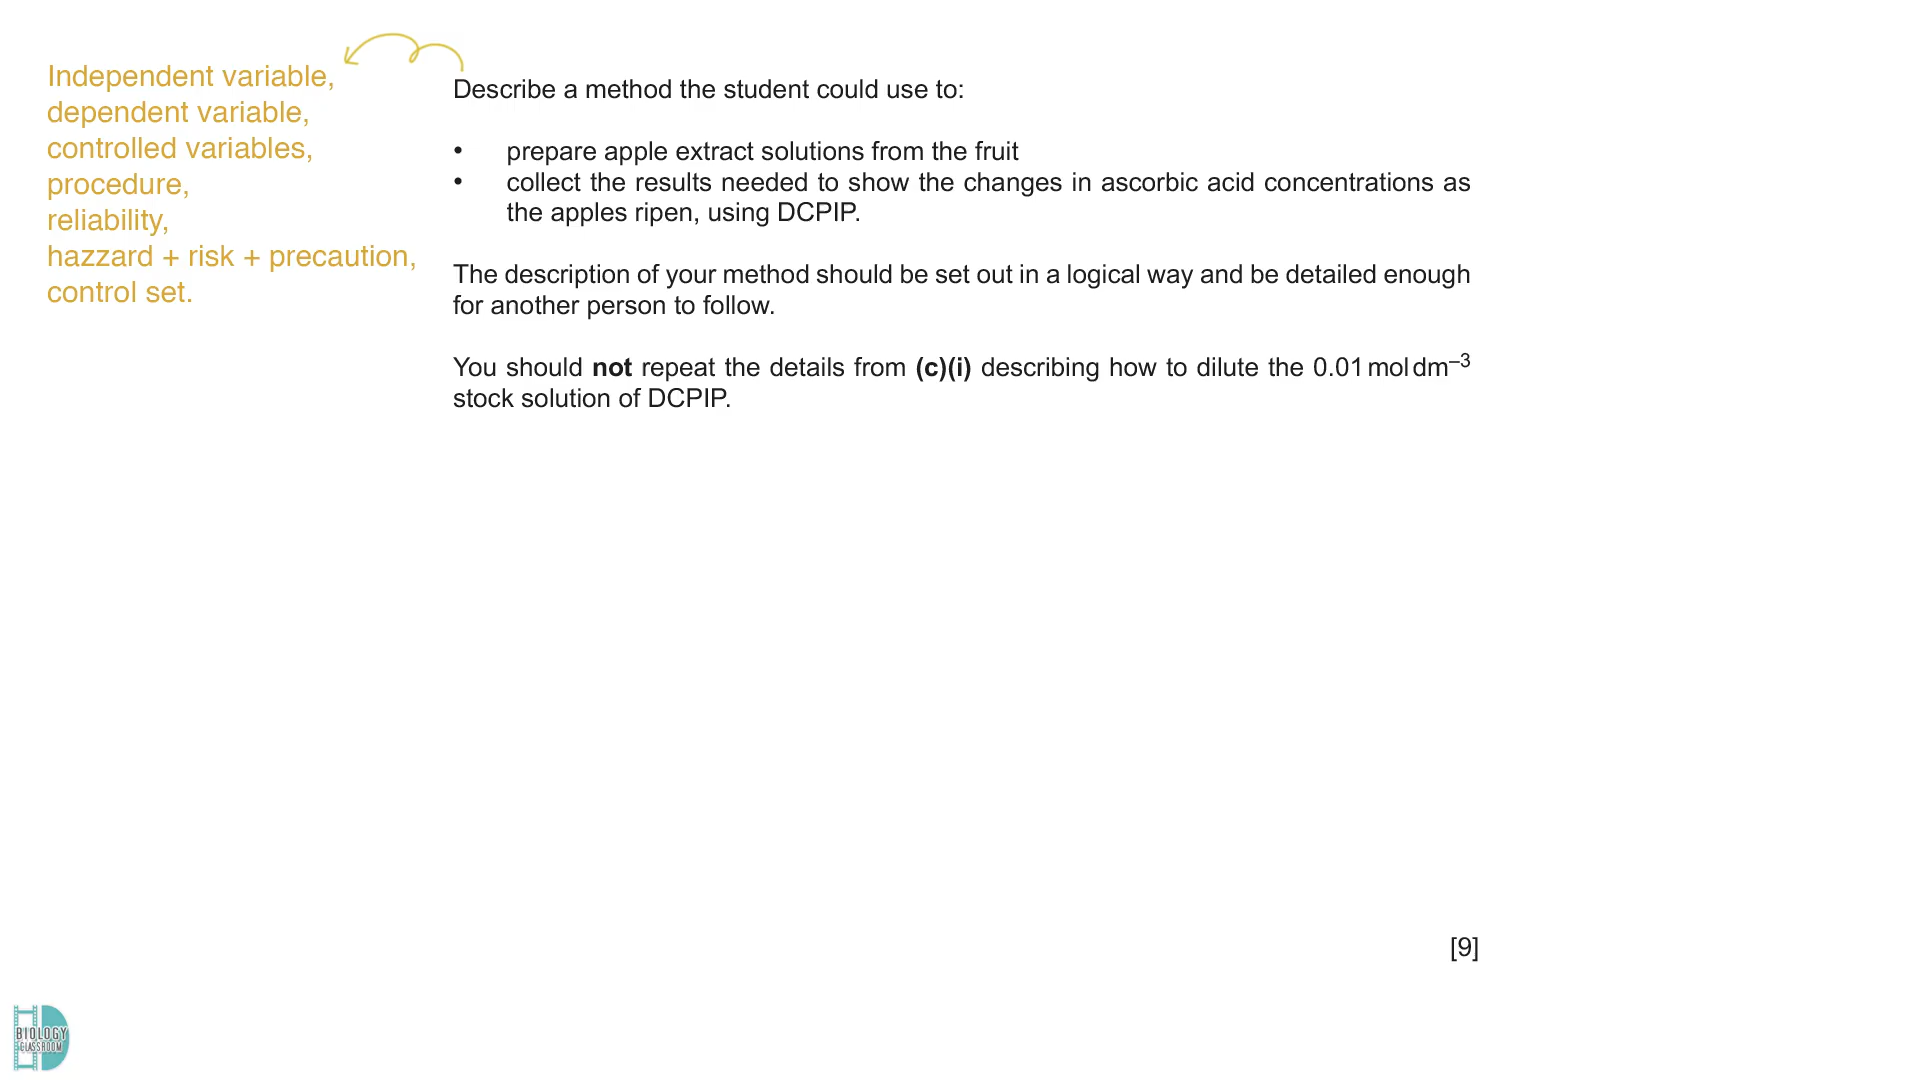 Independent variable,
dependent variable,
controlled variables,
procedure,
reliability,
hazzard + risk + precaution,
control set.
Describe a method the student could use to:
• prepare apple extract solutions from the fruit
• collect the results needed to show the changes in ascorbic acid concentrations as
the apples ripen, using DCPIP.
The description of your method should be set out in a logical way and be detailed enough
for another person to follow.
You should not repeat the details from (c)(i) describing how to dilute the 0.01 mol dm⁻³
stock solution of DCPIP.
[9]
BIOLOGY
CLASSROOM